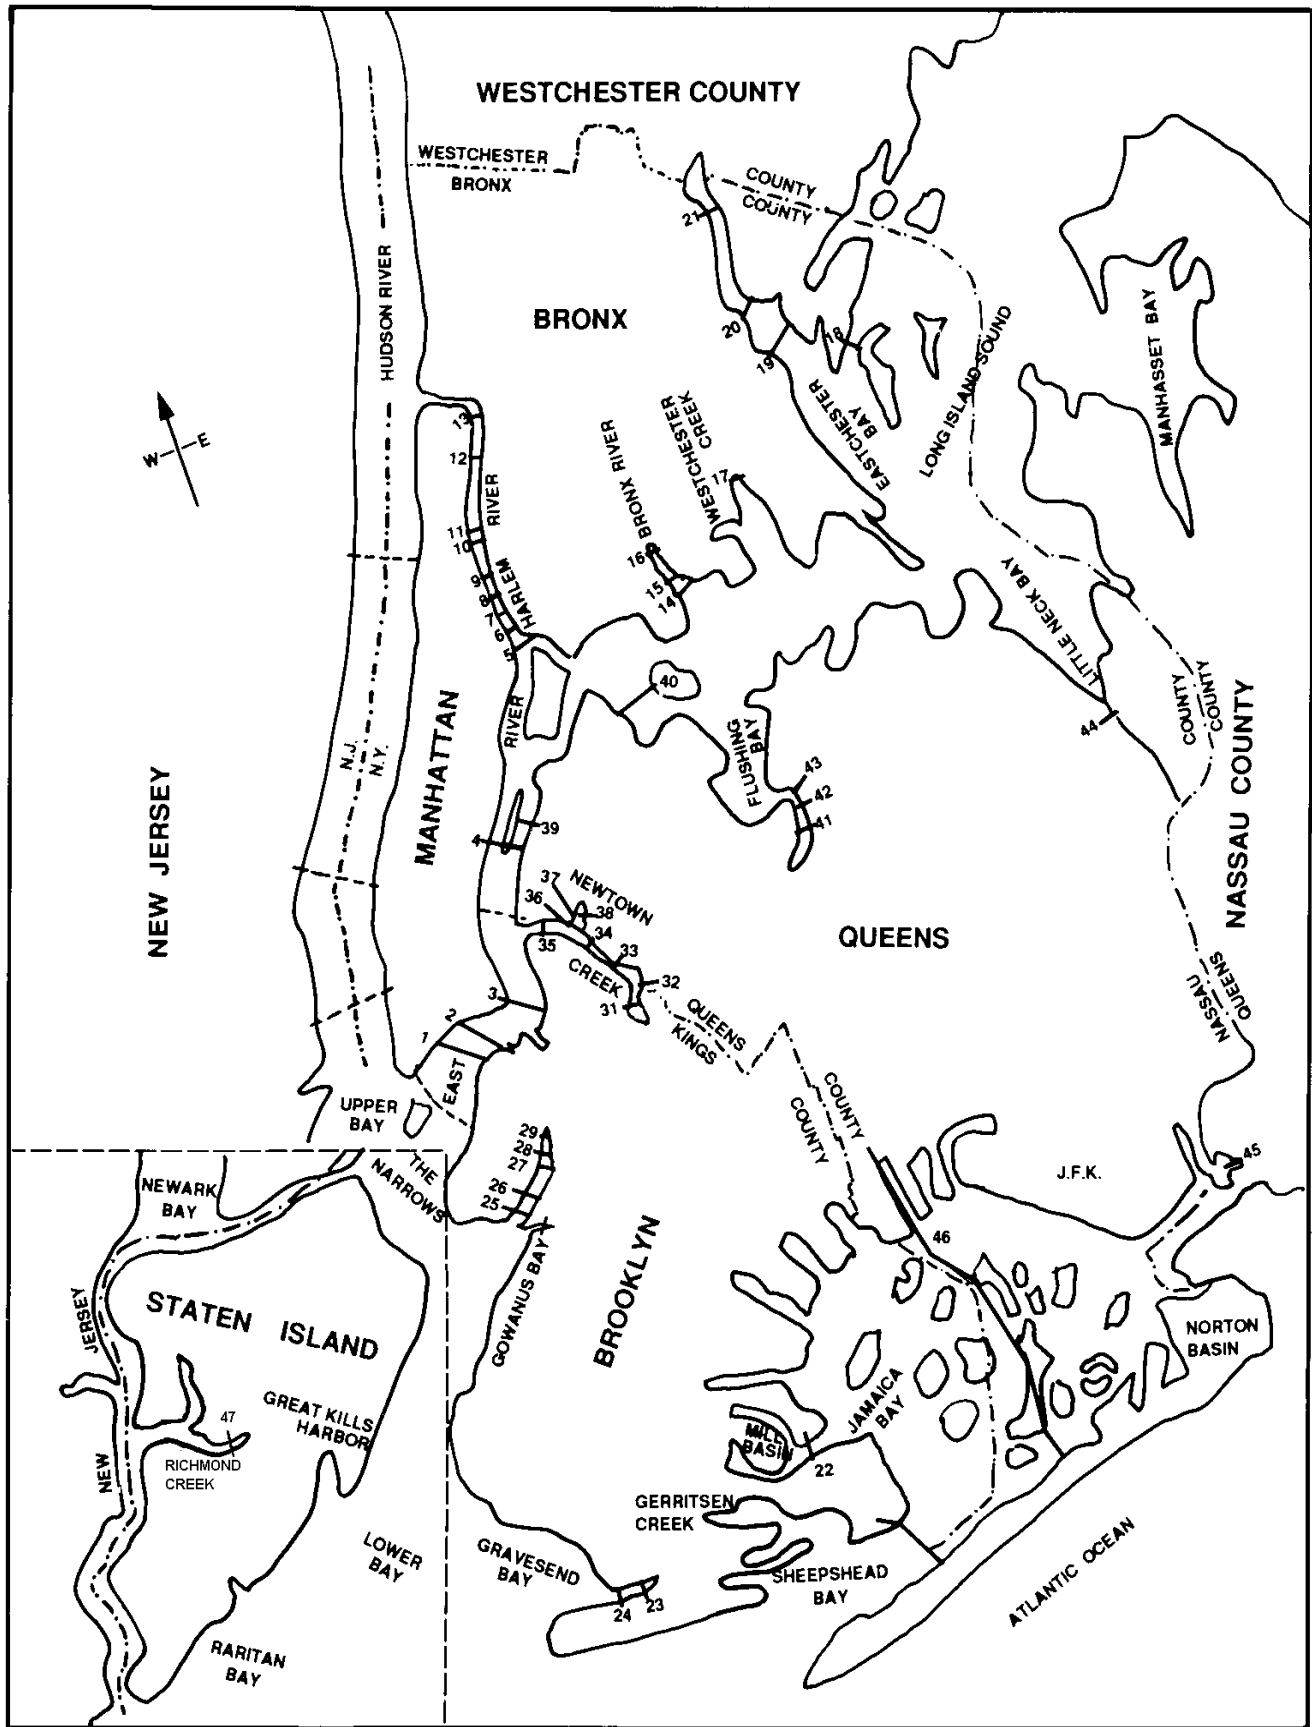 WESTCHESTER COUNTY
WESTCHESTER
BRONX
COUNTY
COUNTY
21
HUDSON RIVER
BRONX
20
19
18
MANHASSET BAY
LONG ISLAND SOUND
EASTCHESTER
BAY
W
E
13
12
RIVER
11
10
9
8
7
6
5
HARLEM
BRONX RIVER
WESTCHESTER
CREEK
17
16
15
14
LITTLE NECK BAY
44
COUNTY
COUNTY
NASSAU COUNTY
40
RIVER
MANHATTAN
N.J.
N.Y.
NEW JERSEY
FLUSHING
BAY
43
42
41
4
39
37
36
NEWTOWN
38
34
35
33
CREEK
32
31
QUEENS
NASSAU
QUEENS
QUEENS
KINGS
3
2
1
EAST
UPPER
BAY
COUNTY
COUNTY
29
28
27
26
25
THE
NARROWS
J.F.K.
45
46
NEWARK
BAY
STATEN ISLAND
JERSEY
NEW
GREAT KILLS
HARBOR
47
RICHMOND
CREEK
GOWANUS BAY
BROOKLYN
NORTON
BASIN
JAMAICA
BAY
MILL
BASIN
22
GERRITSEN
CREEK
LOWER
BAY
GRAVESEND
BAY
24
23
SHEEPSHEAD
BAY
ATLANTIC OCEAN
RARITAN
BAY